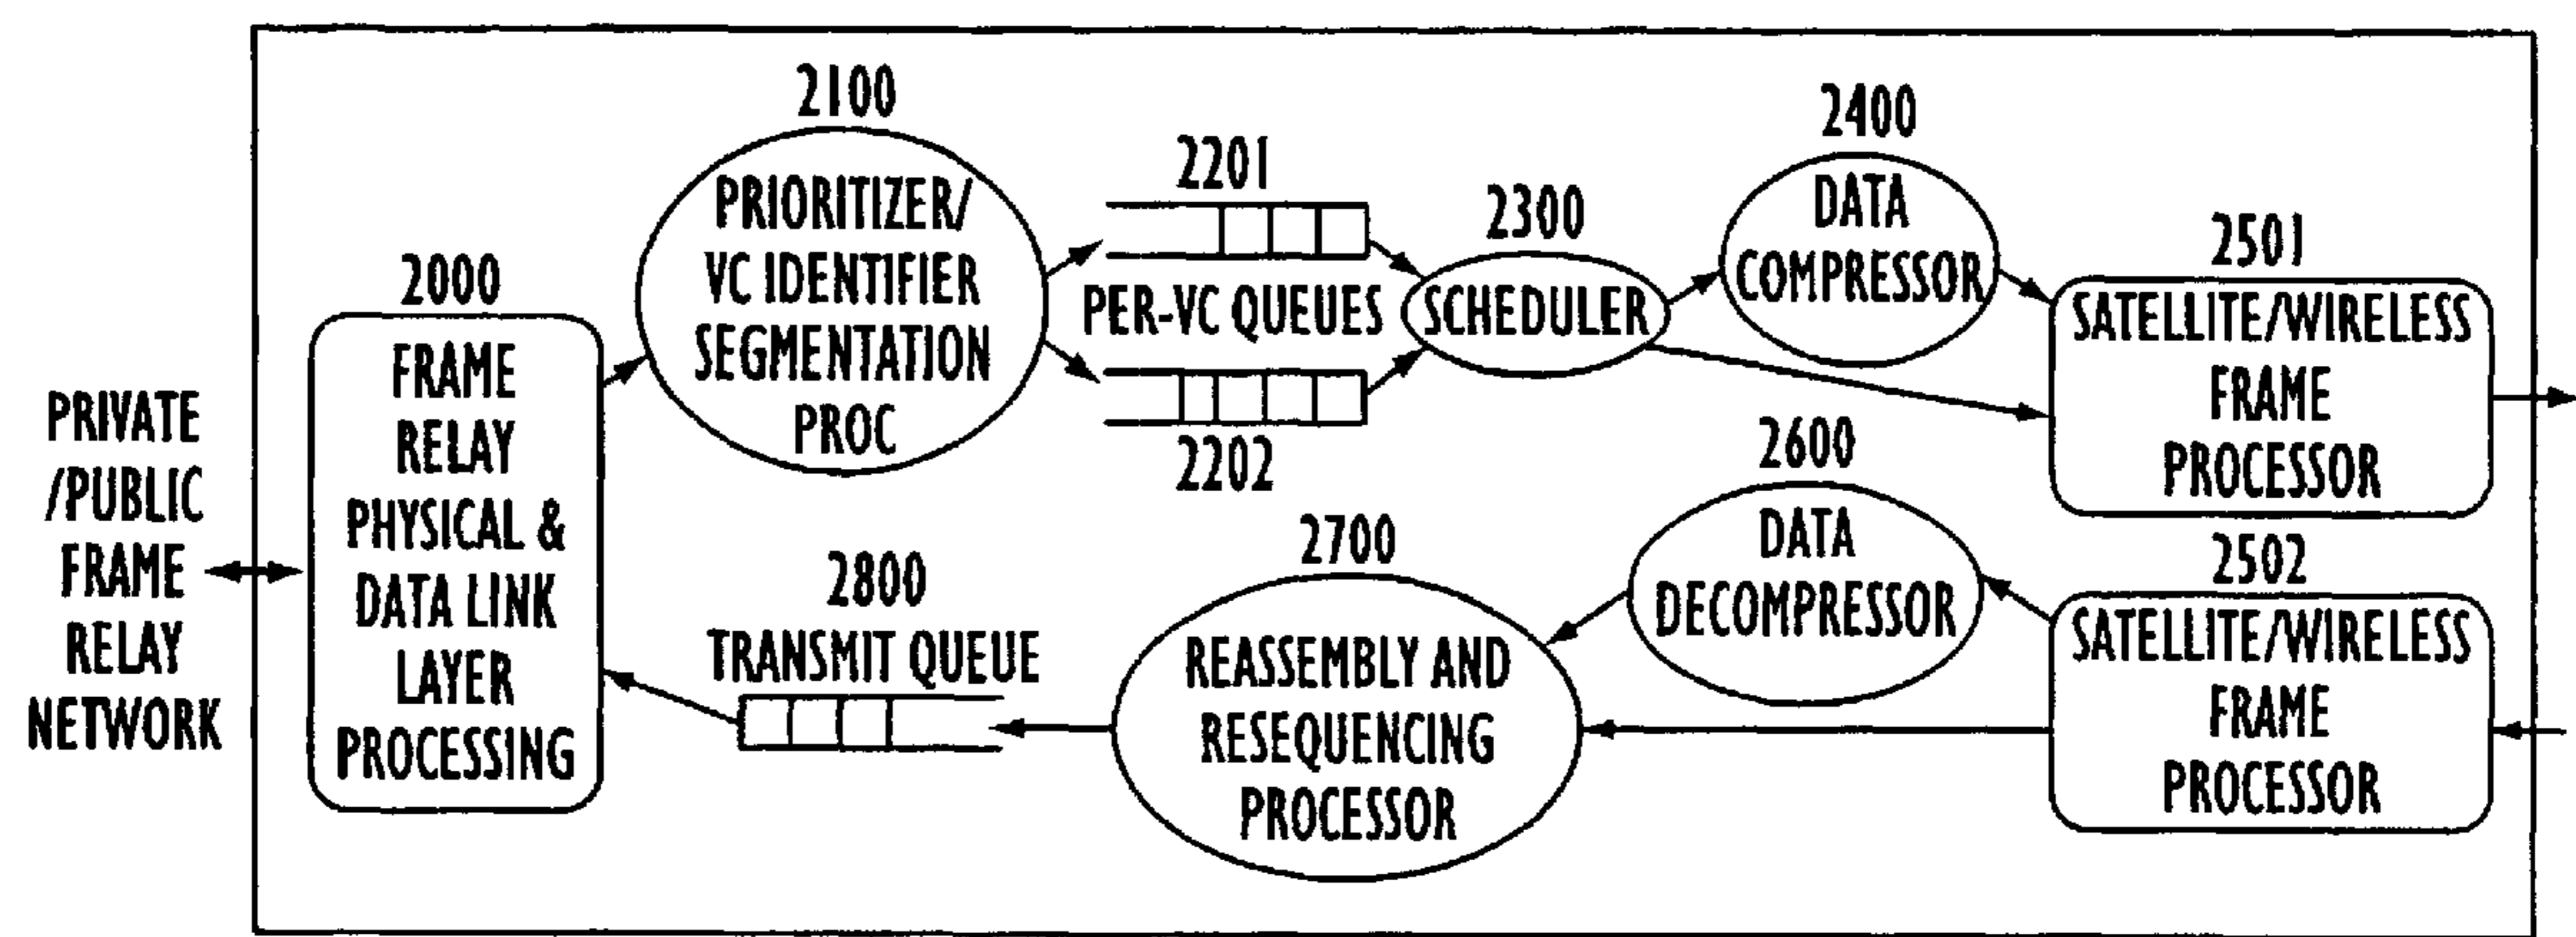 PRIVATE
/PUBLIC
FRAME
RELAY
NETWORK
2000
FRAME
RELAY
PHYSICAL &
DATA LINK
LAYER
PROCESSING
2100
PRIORITIZER/
VC IDENTIFIER
SEGMENTATION
PROC
2201
PER-VC QUEUES
2202
2300
SCHEDULER
2400
DATA
COMPRESSOR
2501
SATELLITE/WIRELESS
FRAME
PROCESSOR
2502
SATELLITE/WIRELESS
FRAME
PROCESSOR
2600
DATA
DECOMPRESSOR
2700
REASSEMBLY AND
RESEQUENCING
PROCESSOR
2800
TRANSMIT QUEUE